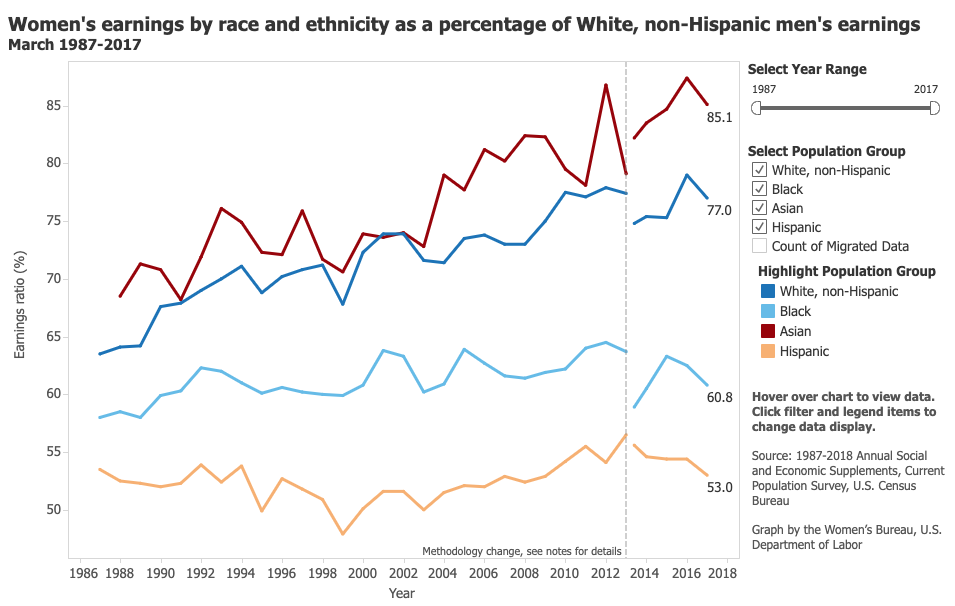 Women's earnings by race and ethnicity as a percentage of White, non-Hispanic men's earnings
March 1987-2017
Select Year Range
1987 2017
Select Population Group
White, non-Hispanic
Black
Asian
Hispanic
Count of Migrated Data
Highlight Population Group
White, non-Hispanic
Black
Asian
Hispanic
Hover over chart to view data.
Click filter and legend items to
change data display.
Source: 1987-2018 Annual Social
and Economic Supplements, Current
Population Survey, U.S. Census
Bureau
Graph by the Women's Bureau, U.S.
Department of Labor
Earnings ratio (%)
85
80
75
70
65
60
55
50
85.1
77.0
60.8
53.0
Methodology change, see notes for details
1986 1988 1990 1992 1994 1996 1998 2000 2002 2004 2006 2008 2010 2012 2014 2016 2018
Year